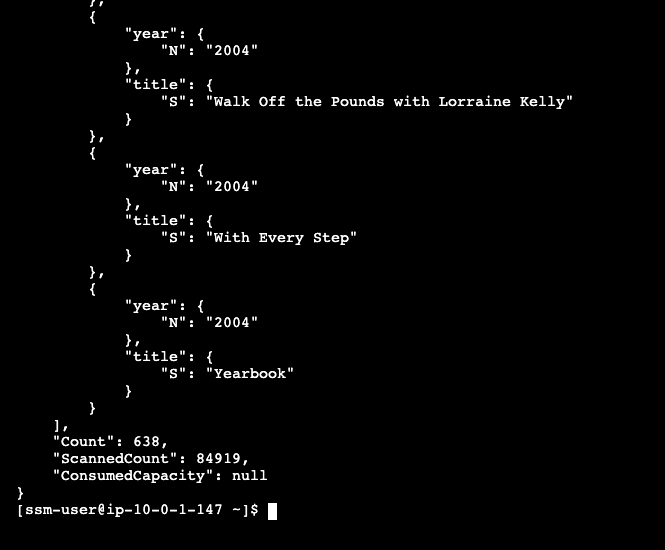 },
        {
            "year": {
                "N": "2004"
            },
            "title": {
                "S": "Walk Off the Pounds with Lorraine Kelly"
            }
        },
        {
            "year": {
                "N": "2004"
            },
            "title": {
                "S": "With Every Step"
            }
        },
        {
            "year": {
                "N": "2004"
            },
            "title": {
                "S": "Yearbook"
            }
        }
    ],
    "Count": 638,
    "ScannedCount": 84919,
    "ConsumedCapacity": null
}
[ssm-user@ip-10-0-1-147 ~]$